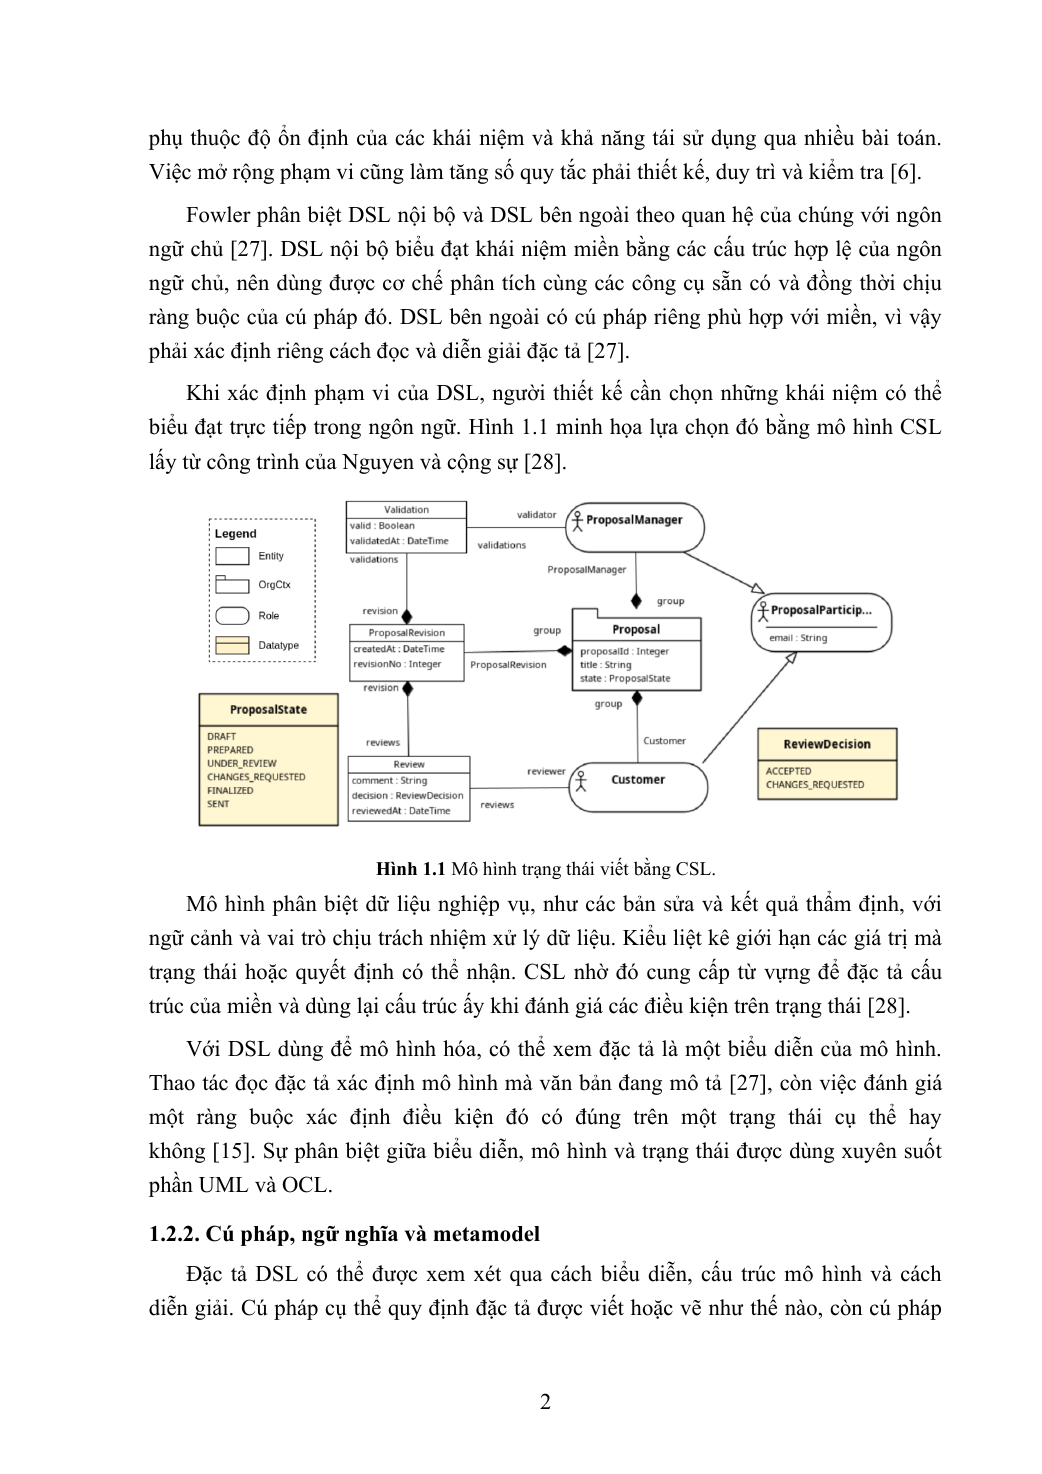 phụ thuộc độ ổn định của các khái niệm và khả năng tái sử dụng qua nhiều bài toán.
Việc mở rộng phạm vi cũng làm tăng số quy tắc phải thiết kế, duy trì và kiểm tra [6].
Fowler phân biệt DSL nội bộ và DSL bên ngoài theo quan hệ của chúng với ngôn
ngữ chủ [27]. DSL nội bộ biểu đạt khái niệm miền bằng các cấu trúc hợp lệ của ngôn
ngữ chủ, nên dùng được cơ chế phân tích cùng các công cụ sẵn có và đồng thời chịu
ràng buộc của cú pháp đó. DSL bên ngoài có cú pháp riêng phù hợp với miền, vì vậy
phải xác định riêng cách đọc và diễn giải đặc tả [27].
Khi xác định phạm vi của DSL, người thiết kế cần chọn những khái niệm có thể
biểu đạt trực tiếp trong ngôn ngữ. Hình 1.1 minh họa lựa chọn đó bằng mô hình CSL
lấy từ công trình của Nguyen và cộng sự [28].
Legend
Entity
OrgCtx
Role
Datatype
Validation
valid : Boolean
validatedAt : DateTime
validator
validations
ProposalManager
validations
revision
ProposalManager
group
ProposalParticip...
email : String
ProposalRevision
createdAt : DateTime
revisionNo : Integer
group
ProposalRevision
Proposal
proposalId : Integer
title : String
state : ProposalState
revision
reviews
group
Customer
ProposalState
DRAFT
PREPARED
UNDER_REVIEW
CHANGES_REQUESTED
FINALIZED
SENT
Review
comment : String
decision : ReviewDecision
reviewedAt : DateTime
reviewer
reviews
Customer
ReviewDecision
ACCEPTED
CHANGES_REQUESTED
Hình 1.1 Mô hình trạng thái viết bằng CSL.
Mô hình phân biệt dữ liệu nghiệp vụ, như các bản sửa và kết quả thẩm định, với
ngữ cảnh và vai trò chịu trách nhiệm xử lý dữ liệu. Kiểu liệt kê giới hạn các giá trị mà
trạng thái hoặc quyết định có thể nhận. CSL nhờ đó cung cấp từ vựng để đặc tả cấu
trúc của miền và dùng lại cấu trúc ấy khi đánh giá các điều kiện trên trạng thái [28].
Với DSL dùng để mô hình hóa, có thể xem đặc tả là một biểu diễn của mô hình.
Thao tác đọc đặc tả xác định mô hình mà văn bản đang mô tả [27], còn việc đánh giá
một ràng buộc xác định điều kiện đó có đúng trên một trạng thái cụ thể hay
không [15]. Sự phân biệt giữa biểu diễn, mô hình và trạng thái được dùng xuyên suốt
phần UML và OCL.
1.2.2. Cú pháp, ngữ nghĩa và metamodel
Đặc tả DSL có thể được xem xét qua cách biểu diễn, cấu trúc mô hình và cách
diễn giải. Cú pháp cụ thể quy định đặc tả được viết hoặc vẽ như thế nào, còn cú pháp
2